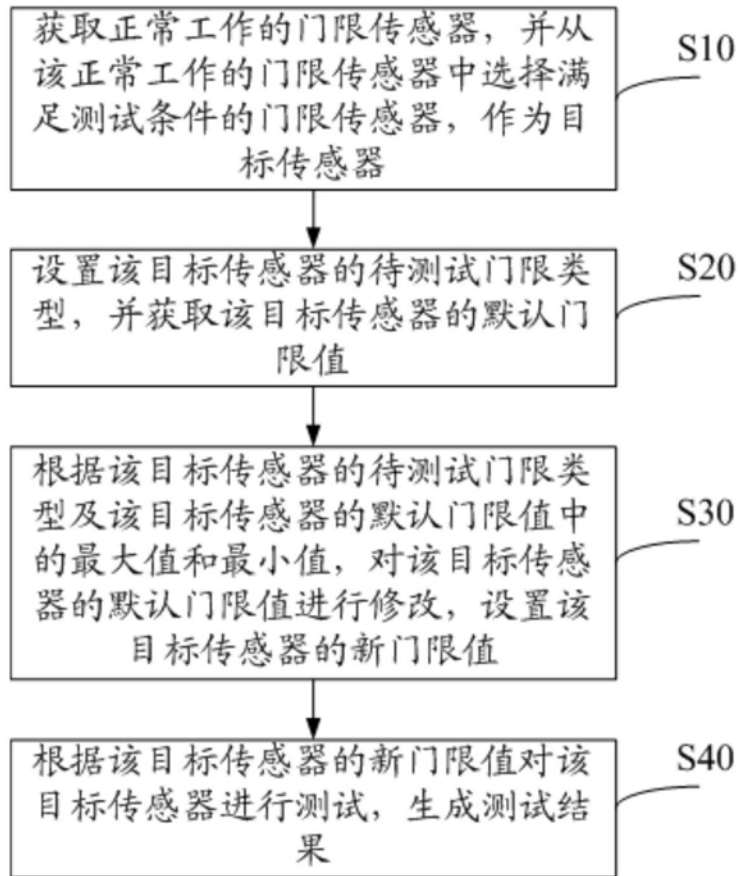 获取正常工作的门限传感器，并从
该正常工作的门限传感器中选择满
足测试条件的门限传感器，作为目
标传感器
S10
设置该目标传感器的待测试门限类
型，并获取该目标传感器的默认门
限值
S20
根据该目标传感器的待测试门限类
型及该目标传感器的默认门限值中
的最大值和最小值，对该目标传感
器的默认门限值进行修改，设置该
目标传感器的新门限值
S30
根据该目标传感器的新门限值对该
目标传感器进行测试，生成测试结
果
S40